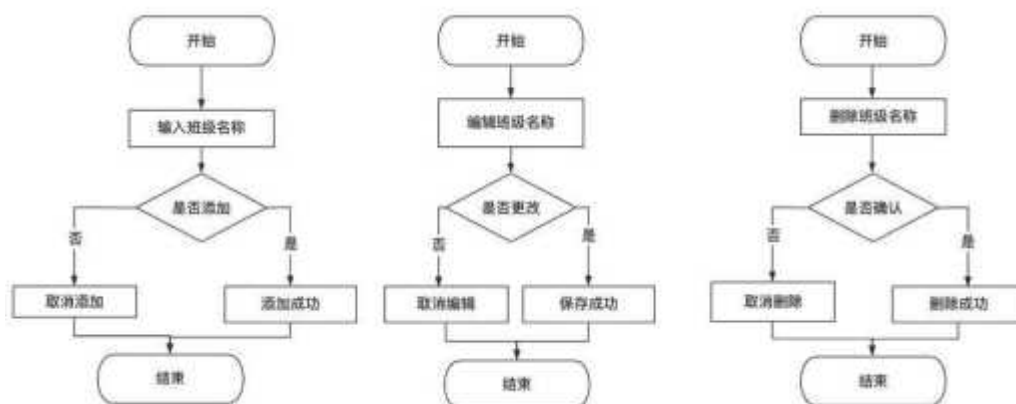 开始
输入班级名称
是否添加
否
是
取消添加
添加成功
结束
开始
编辑班级名称
是否更改
否
是
取消编辑
保存成功
结束
开始
删除班级名称
是否确认
否
是
取消删除
删除成功
结束